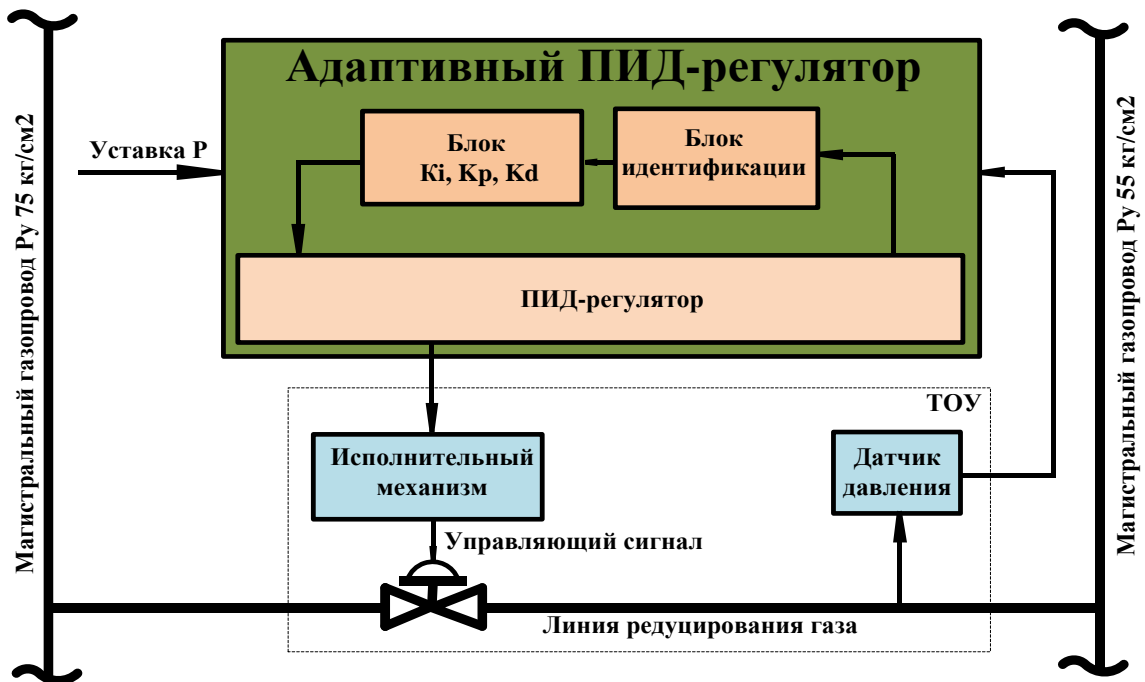 Адаптивный ПИД-регулятор
Блок
Ki, Kp, Kd
Блок
идентификации
Уставка Р
ПИД-регулятор
ТОУ
Исполнительный
механизм
Датчик
давления
Управляющий сигнал
Линия редуцирования газа
Магистральный газопровод Ру 75 кг/см2
Магистральный газопровод Ру 55 кг/см2